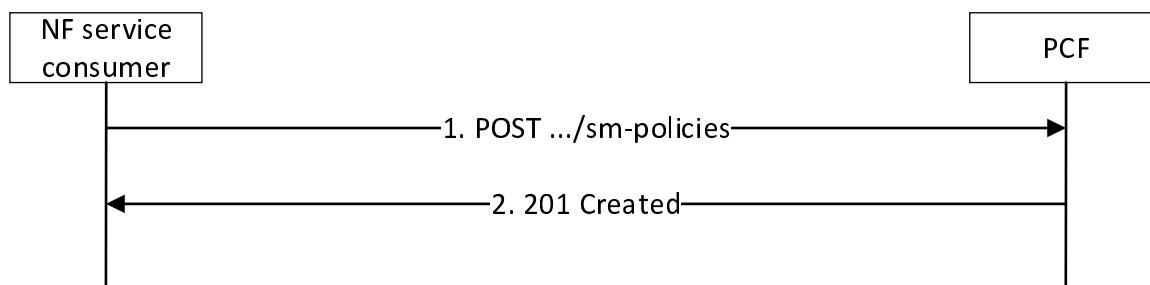 NF service
consumer
PCF
1. POST .../sm-policies
2. 201 Created